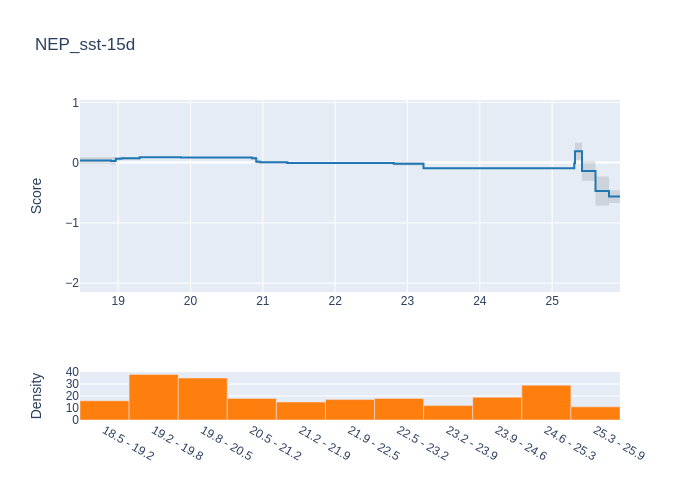 NEP_sst-15d
Score
1
0
−1
−2
19 20 21 22 23 24 25
Density
40
30
20
10
0
18.5 - 19.2
19.2 - 19.8
19.8 - 20.5
20.5 - 21.2
21.2 - 21.9
21.9 - 22.5
22.5 - 23.2
23.2 - 23.9
23.9 - 24.6
24.6 - 25.3
25.3 - 25.9